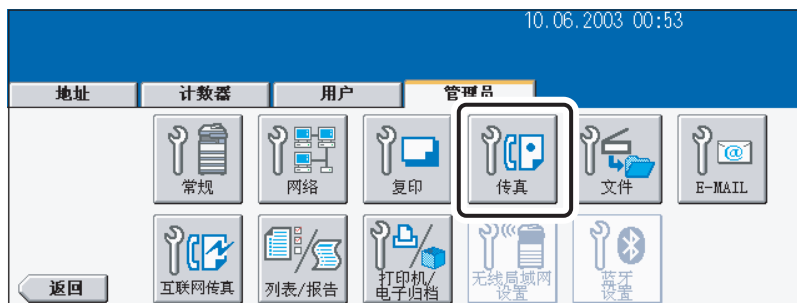 10.06.2003 00:53
地址 计数器 用户 管理员
常规 网络 复印 传真 文件 E-MAIL
互联网传真 列表/报告 打印机/ 无线局域网 蓝牙
电子归档 设置 设置
返回